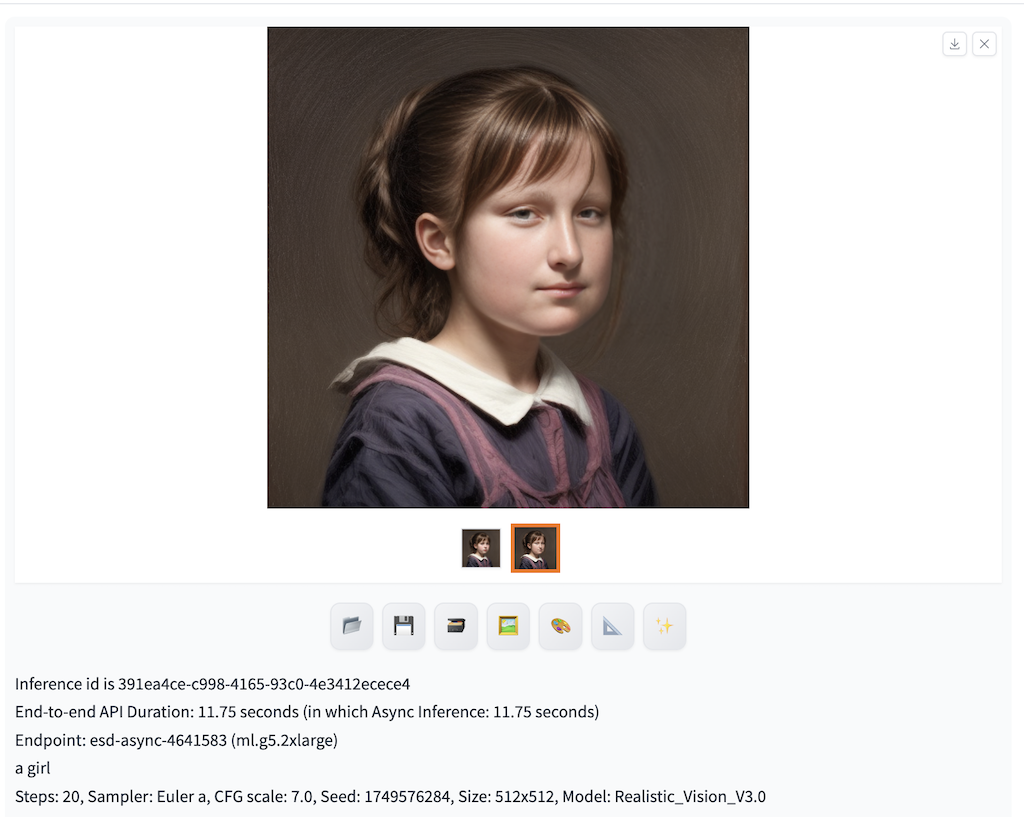 Inference id is 391ea4ce-c998-4165-93c0-4e3412ecece4
End-to-end API Duration: 11.75 seconds (in which Async Inference: 11.75 seconds)
Endpoint: esd-async-4641583 (ml.g5.2xlarge)
a girl
Steps: 20, Sampler: Euler a, CFG scale: 7.0, Seed: 1749576284, Size: 512x512, Model: Realistic_Vision_V3.0